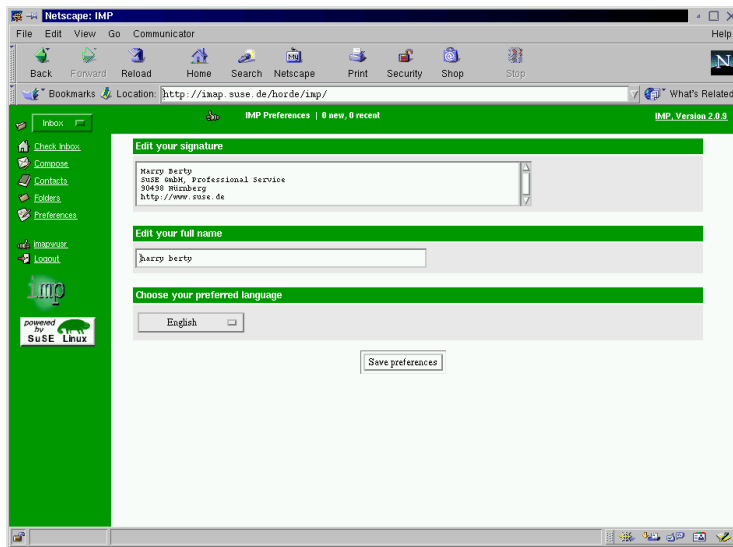 Netscape: IMP
File Edit View Go Communicator Help
Back Forward Reload Home Search Netscape Print Security Shop Stop
N
Bookmarks Location: http://imap.suse.de/horde/imp/ What's Related
Inbox
IMP Preferences | 0 new, 0 recent
IMP, Version 2.0.9
Check Inbox
Compose
Contacts
Folders
Preferences
imapvusr
Logout
imp
powered
by
SuSE Linux
Edit your signature
Harry Berty
SuSE GmbH, Professional Service
90498 Nürnberg
http://www.suse.de
Edit your full name
harry berty
Choose your preferred language
English
Save preferences